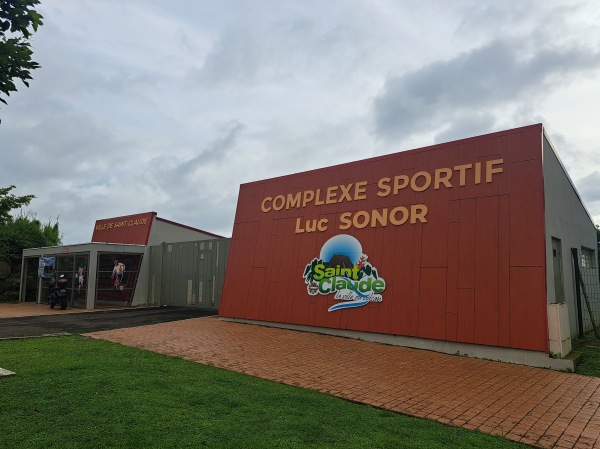 VILLE DE SAINT CLAUDE
COMPLEXE SPORTIF
Luc SONOR
Saint
Claude